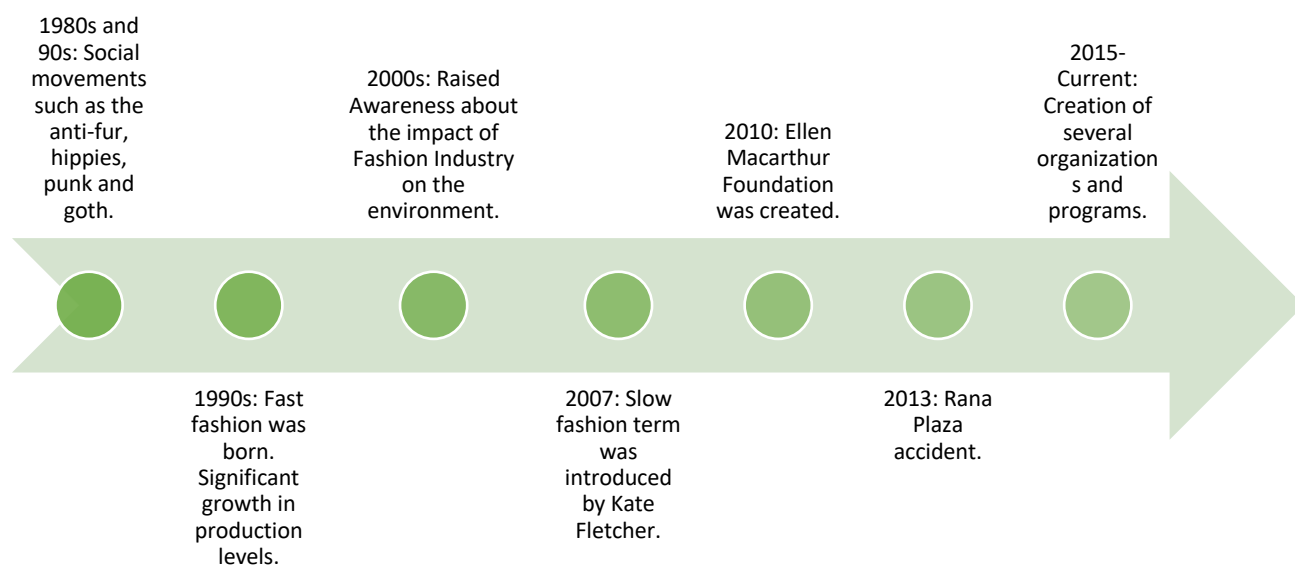 1980s and
90s: Social
movements
such as the
anti-fur,
hippies,
punk and
goth.
1990s: Fast
fashion was
born.
Significant
growth in
production
levels.
2000s: Raised
Awareness about
the impact of
Fashion Industry
on the
environment.
2007: Slow
fashion term
was
introduced
by Kate
Fletcher.
2010: Ellen
Macarthur
Foundation
was created.
2013: Rana
Plaza
accident.
2015-
Current:
Creation of
several
organization
s and
programs.